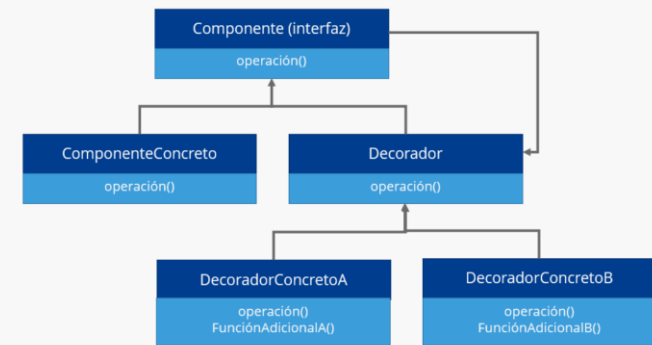 Componente (interfaz)
operación()
ComponenteConcreto
operación()
Decorador
operación()
DecoradorConcretoA
operación()
FunciónAdicionalA()
DecoradorConcretoB
operación()
FunciónAdicionalB()